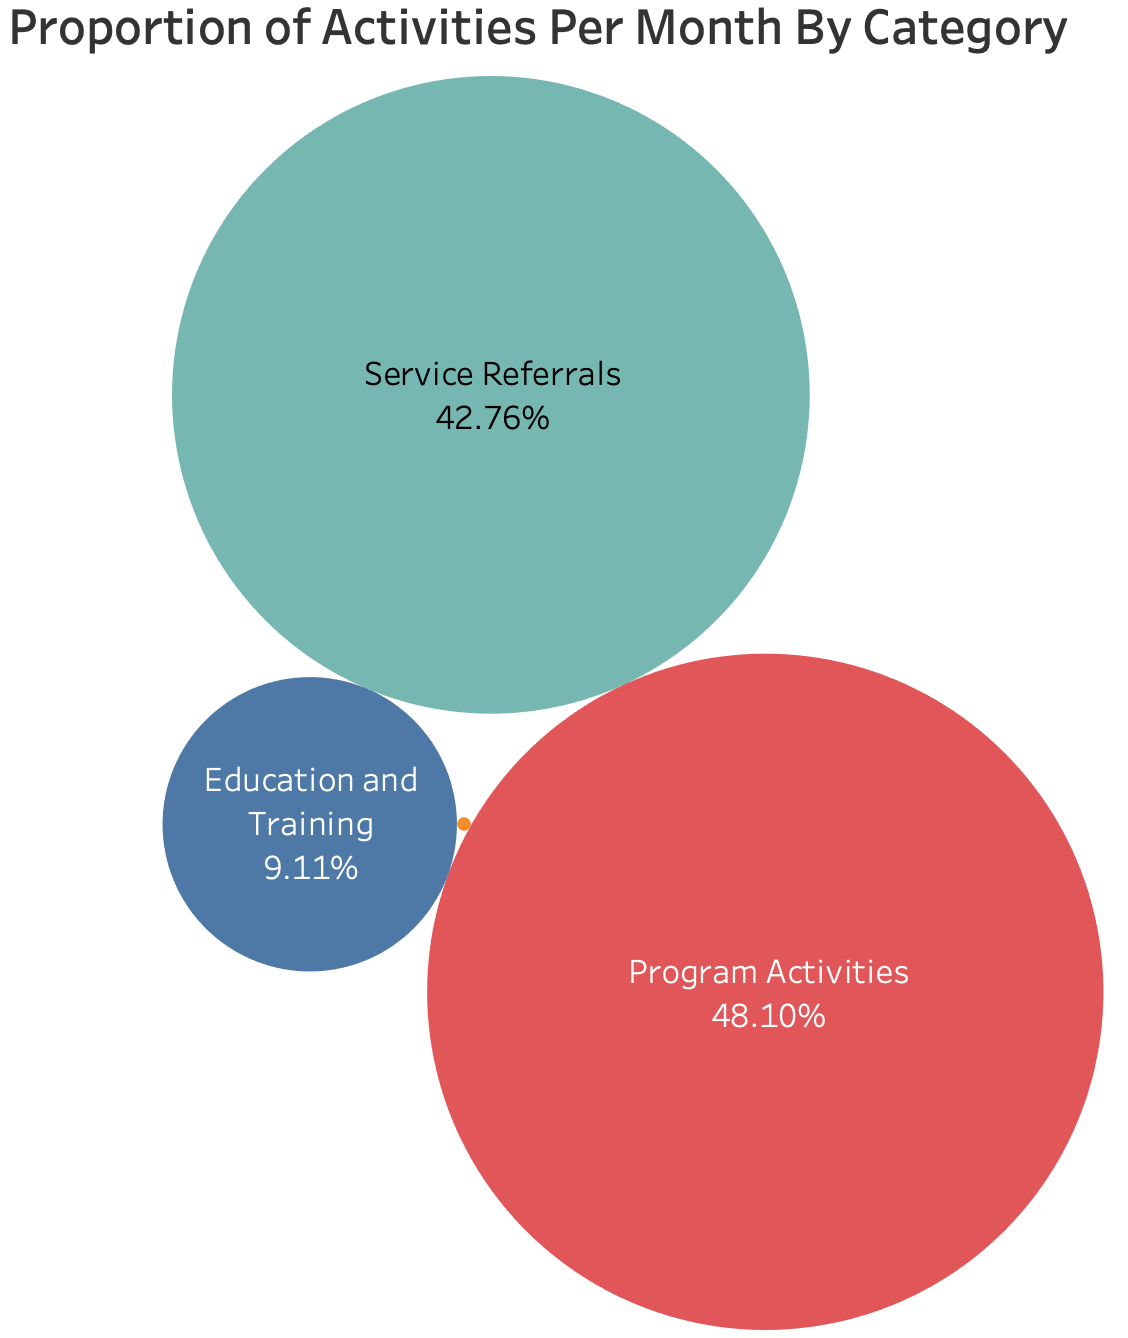 Proportion of Activities Per Month By Category
Service Referrals
42.76%
Education and
Training
9.11%
Program Activities
48.10%